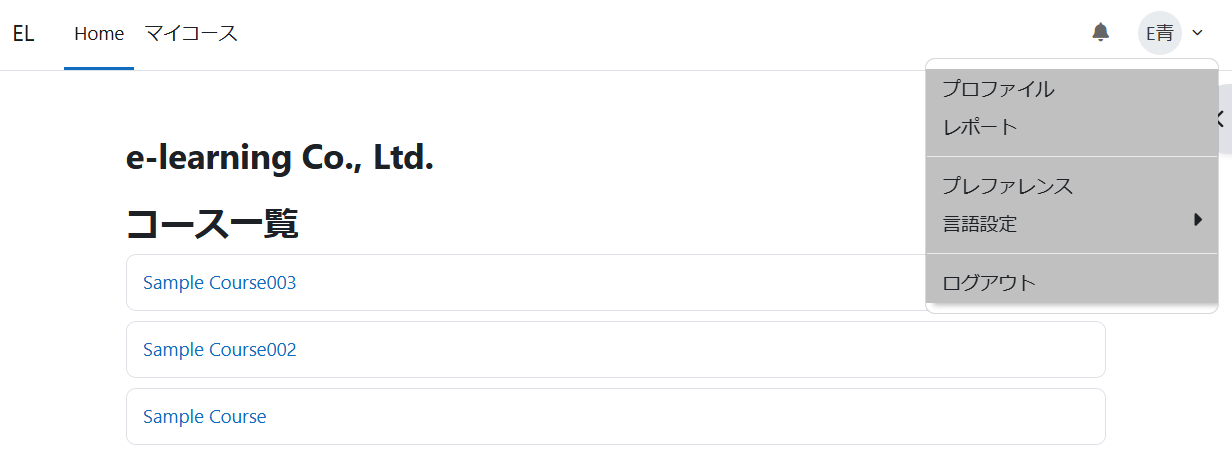 EL Home マイコース E青
プロファイル
レポート
プレファレンス
言語設定
ログアウト
e-learning Co., Ltd.
コース一覧
Sample Course003
Sample Course002
Sample Course